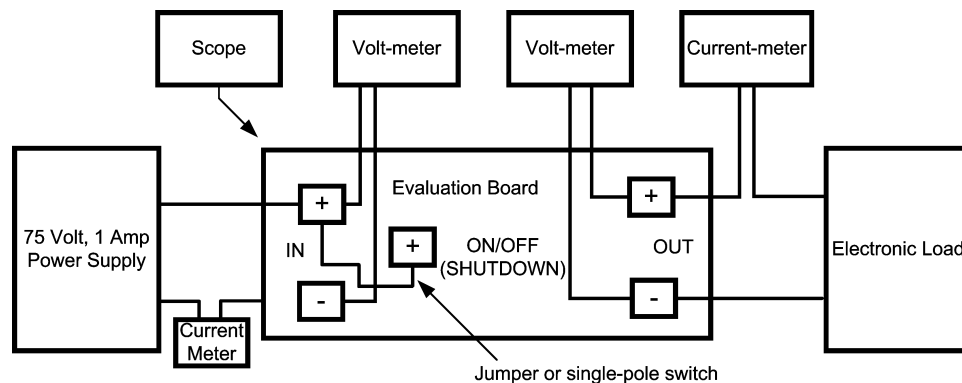 Scope
Volt-meter
Volt-meter
Current-meter
75 Volt, 1 Amp
Power Supply
Current
Meter
Evaluation Board
+
IN
-
+
ON/OFF
(SHUTDOWN)
+
OUT
-
Electronic Load
Jumper or single-pole switch